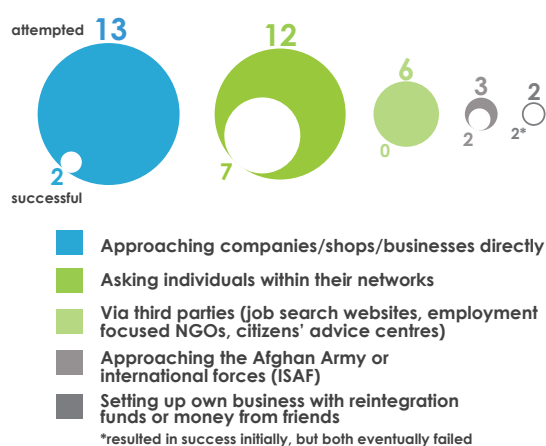 attempted 13
12
6
3
2
2
7
0
2
2*
successful
Approaching companies/shops/businesses directly
Asking individuals within their networks
Via third parties (job search websites, employment
focused NGOs, citizens' advice centres)
Approaching the Afghan Army or
international forces (ISAF)
Setting up own business with reintegration
funds or money from friends
*resulted in success initially, but both eventually failed